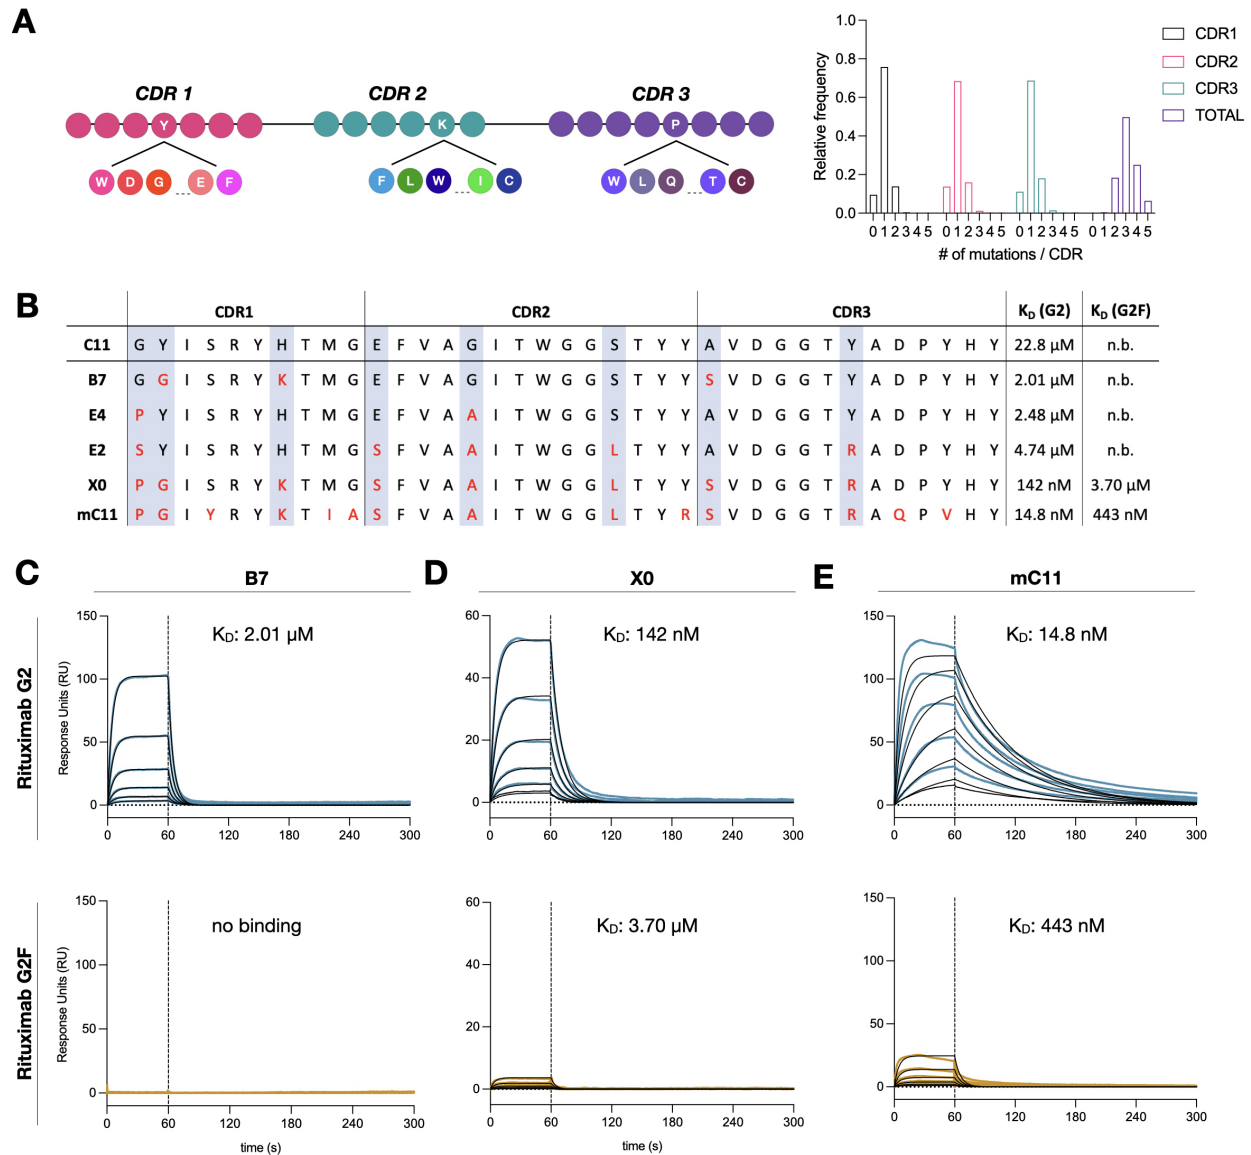 A
CDR 1 CDR 2 CDR 3
Y K P
W D G E F F L W I C W L Q T C
Relative frequency
1.0
0.8
0.6
0.4
0.2
0.0
0 1 2 3 4 5 0 1 2 3 4 5 0 1 2 3 4 5 0 1 2 3 4 5
# of mutations / CDR
CDR1
CDR2
CDR3
TOTAL
B
CDR1 CDR2 CDR3 KD (G2) KD (G2F)
C11 G Y I S R Y H T M G E F V A G I T W G G S T Y Y A V D G G T Y A D P Y H Y 22.8 μM n.b.
B7 G G I S R Y K T M G E F V A G I T W G G S T Y Y S V D G G T Y A D P Y H Y 2.01 μM n.b.
E4 P Y I S R Y H T M G E F V A A I T W G G S T Y Y A V D G G T Y A D P Y H Y 2.48 μM n.b.
E2 S Y I S R Y H T M G S F V A A I T W G G L T Y Y A V D G G T R A D P Y H Y 4.74 μM n.b.
X0 P G I S R Y K T M G S F V A A I T W G G L T Y Y S V D G G T R A D P Y H Y 142 nM 3.70 μM
mC11 P G I Y R Y K T I A S F V A A I T W G G L T Y R S V D G G T R A Q P V H Y 14.8 nM 443 nM
C B7
D X0
E mC11
Rituximab G2
Response Units (RU)
150
100
50
0
KD: 2.01 μM
0 60 120 180 240 300
60
40
20
0
KD: 142 nM
0 60 120 180 240 300
150
100
50
0
KD: 14.8 nM
0 60 120 180 240 300
Rituximab G2F
Response Units (RU)
150
100
50
0
no binding
0 60 120 180 240 300
time (s)
60
40
20
0
KD: 3.70 μM
0 60 120 180 240 300
time (s)
150
100
50
0
KD: 443 nM
0 60 120 180 240 300